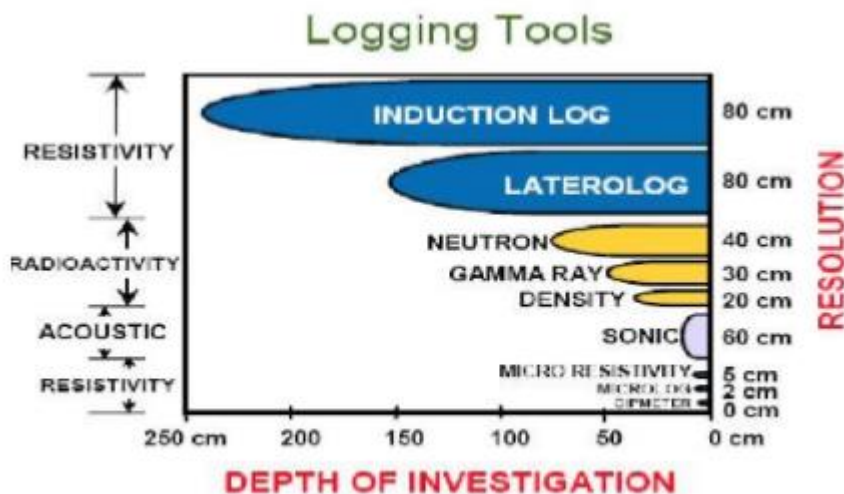 Logging Tools
RESISTIVITY
RADIOACTIVITY
ACOUSTIC
RESISTIVITY
INDUCTION LOG
LATEROLOG
NEUTRON
GAMMA RAY
DENSITY
SONIC
MICRO RESISTIVITY
MICROLOG
DIPMETER
80 cm
80 cm
40 cm
30 cm
20 cm
60 cm
5 cm
2 cm
0 cm
RESOLUTION
250 cm 200 150 100 50 0 cm
DEPTH OF INVESTIGATION